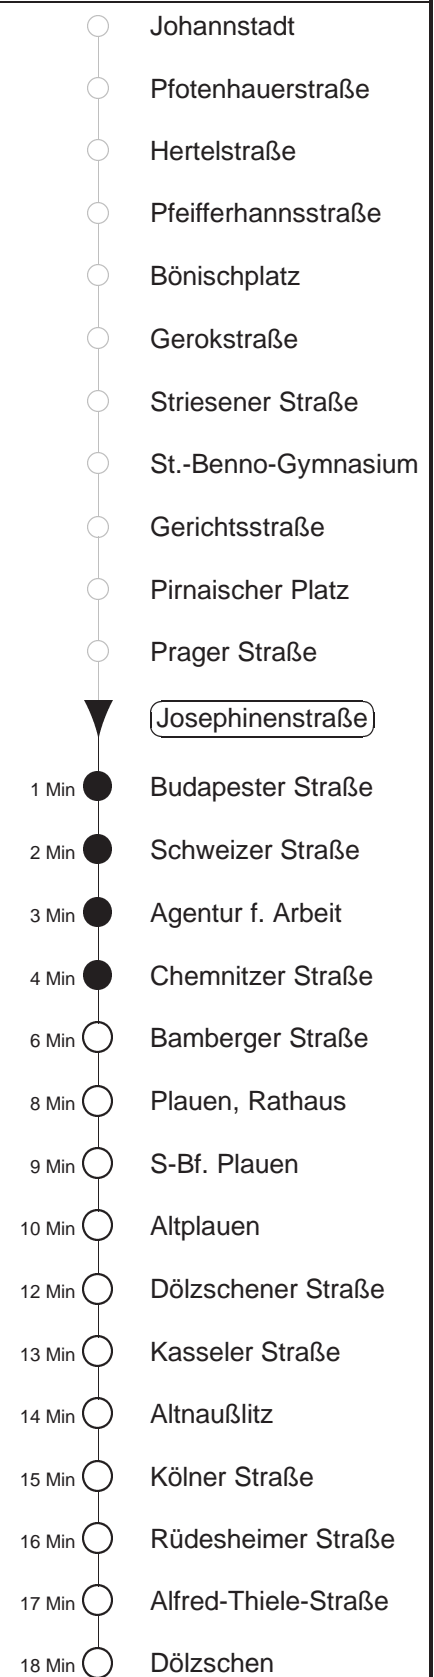 Johannstadt
Pfotenhauerstraße
Hertelstraße
Pfeifferhannsstraße
Bönischplatz
Gerokstraße
Striesener Straße
St.-Benno-Gymnasium
Gerichtsstraße
Pirnaischer Platz
Prager Straße
Josephinenstraße
1 Min Budapester Straße
2 Min Schweizer Straße
3 Min Agentur f. Arbeit
4 Min Chemnitzer Straße
6 Min Bamberger Straße
8 Min Plauen, Rathaus
9 Min S-Bf. Plauen
10 Min Altplauen
12 Min Dölzschener Straße
13 Min Kasseler Straße
14 Min Altnaußlitz
15 Min Kölner Straße
16 Min Rüdesheimer Straße
17 Min Alfred-Thiele-Straße
18 Min Dölzschen